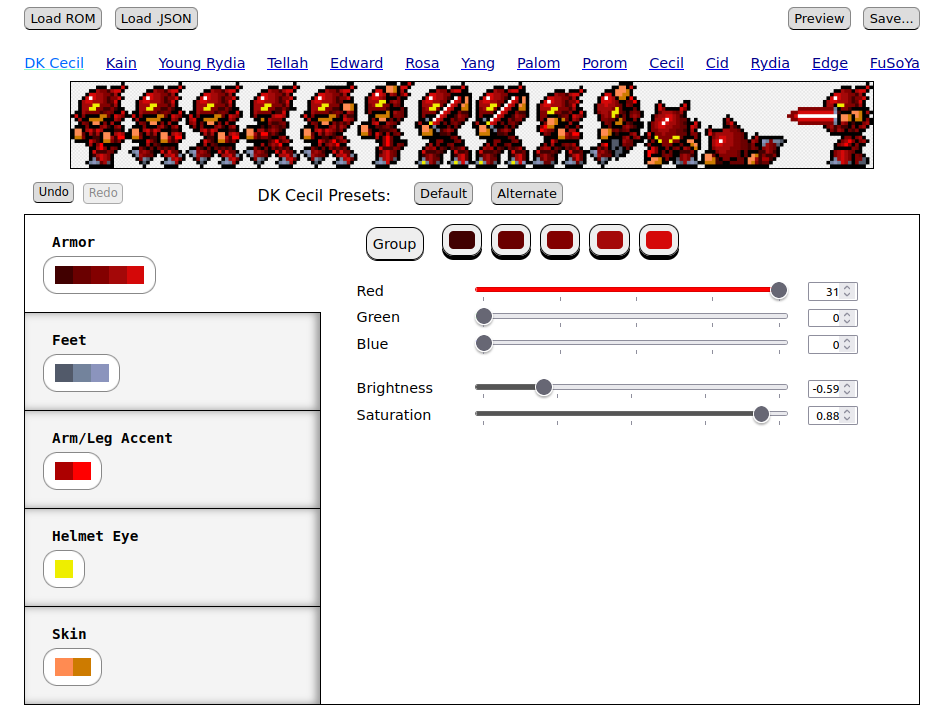 Load ROM Load .JSON Preview Save...
DK Cecil Kain Young Rydia Tellah Edward Rosa Yang Palom Porom Cecil Cid Rydia Edge FuSoYa
Undo Redo DK Cecil Presets: Default Alternate
Armor
Group
Red 31
Green 0
Blue 0
Brightness -0.59
Saturation 0.88
Feet
Arm/Leg Accent
Helmet Eye
Skin